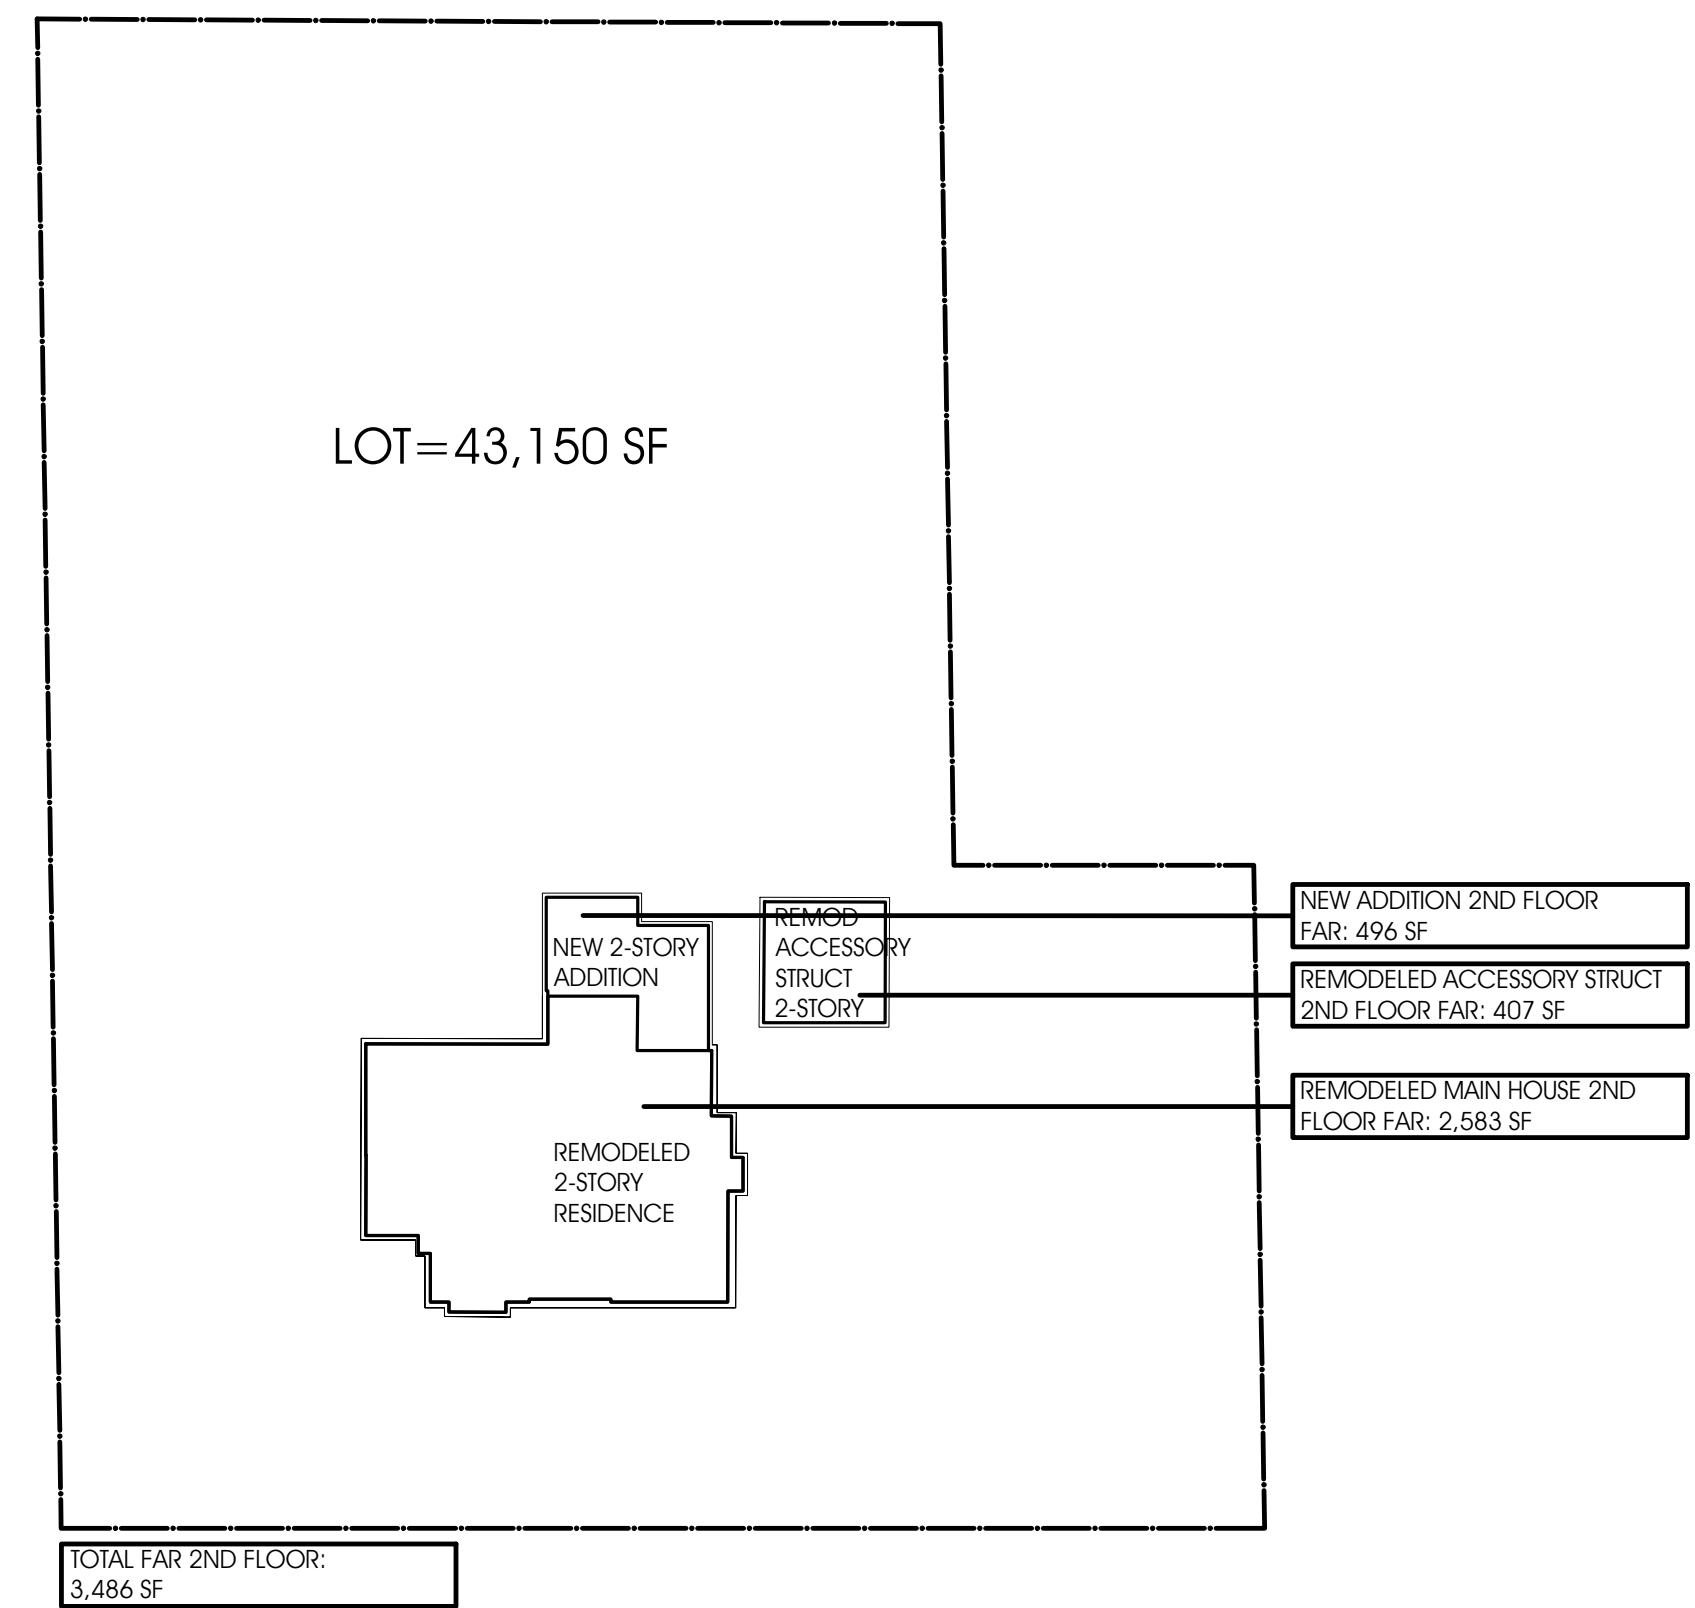 LOT=43,150 SF
NEW 2-STORY
ADDITION
REMOD
ACCESSORY
STRUCT
2-STORY
NEW ADDITION 2ND FLOOR
FAR: 496 SF
REMODELED ACCESSORY STRUCT
2ND FLOOR FAR: 407 SF
REMODELED MAIN HOUSE 2ND
FLOOR FAR: 2,583 SF
REMODELED
2-STORY
RESIDENCE
TOTAL FAR 2ND FLOOR:
3,486 SF